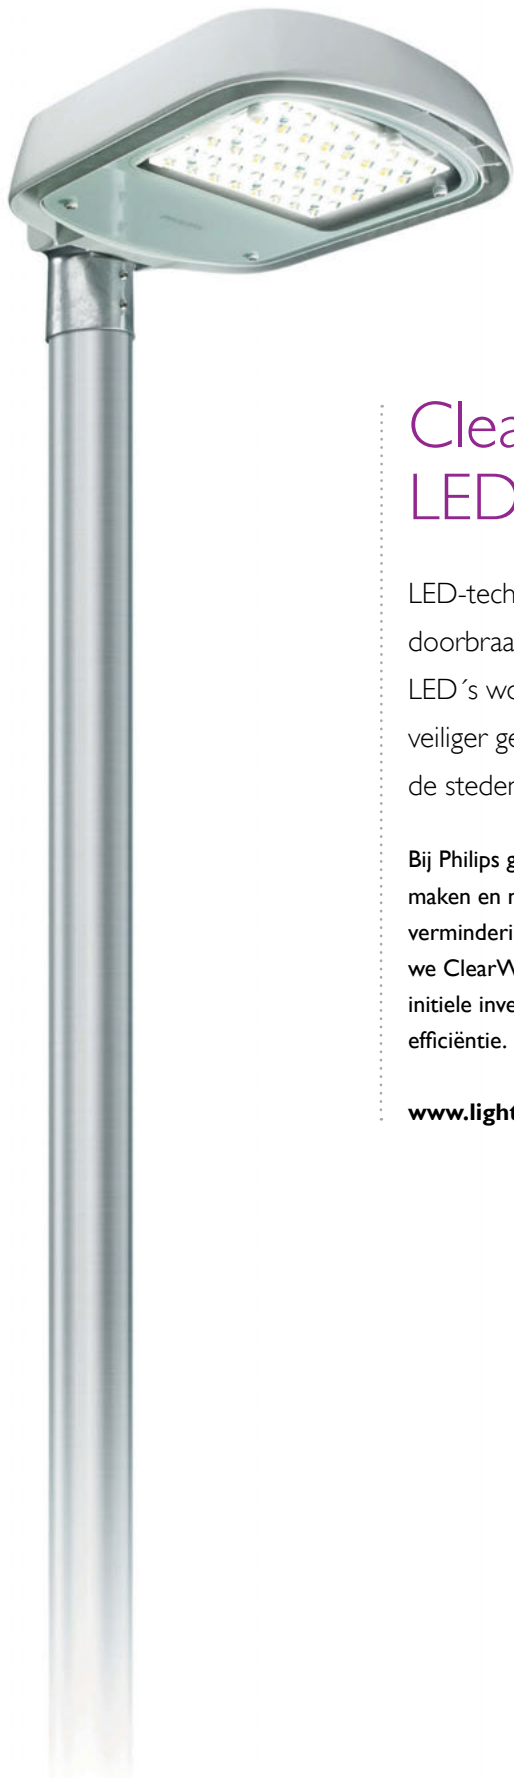 Clea
LED
LED-tech
doorbraa
LED´s wo
veiliger ge
de steder
Bij Philips g
maken en r
verminderi
we ClearW
initiele inve
efficiëntie.
www.light